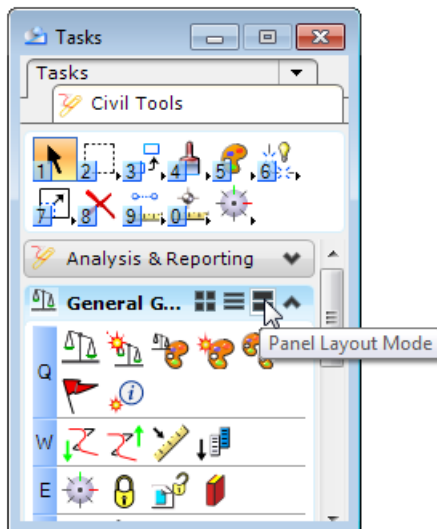 Tasks
Tasks
Civil Tools
1 2 3 4 5 6
7 8 9 0
Analysis & Reporting
General G...
Panel Layout Mode
Q
W
E